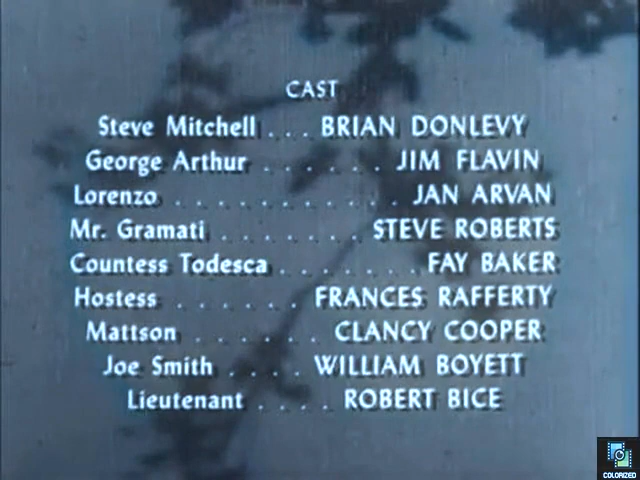 CAST
Steve Mitchell . . . BRIAN DONLEVY
George Arthur . . . . . . JIM FLAVIN
Lorenzo . . . . . . . . . . . JAN ARVAN
Mr. Gramati . . . . . . . STEVE ROBERTS
Countess Todesca . . . . . . . FAY BAKER
Hostess . . . . . . FRANCES RAFFERTY
Mattson . . . . . . CLANCY COOPER
Joe Smith . . . . WILLIAM BOYETT
Lieutenant . . . . ROBERT BICE
COLORIZED